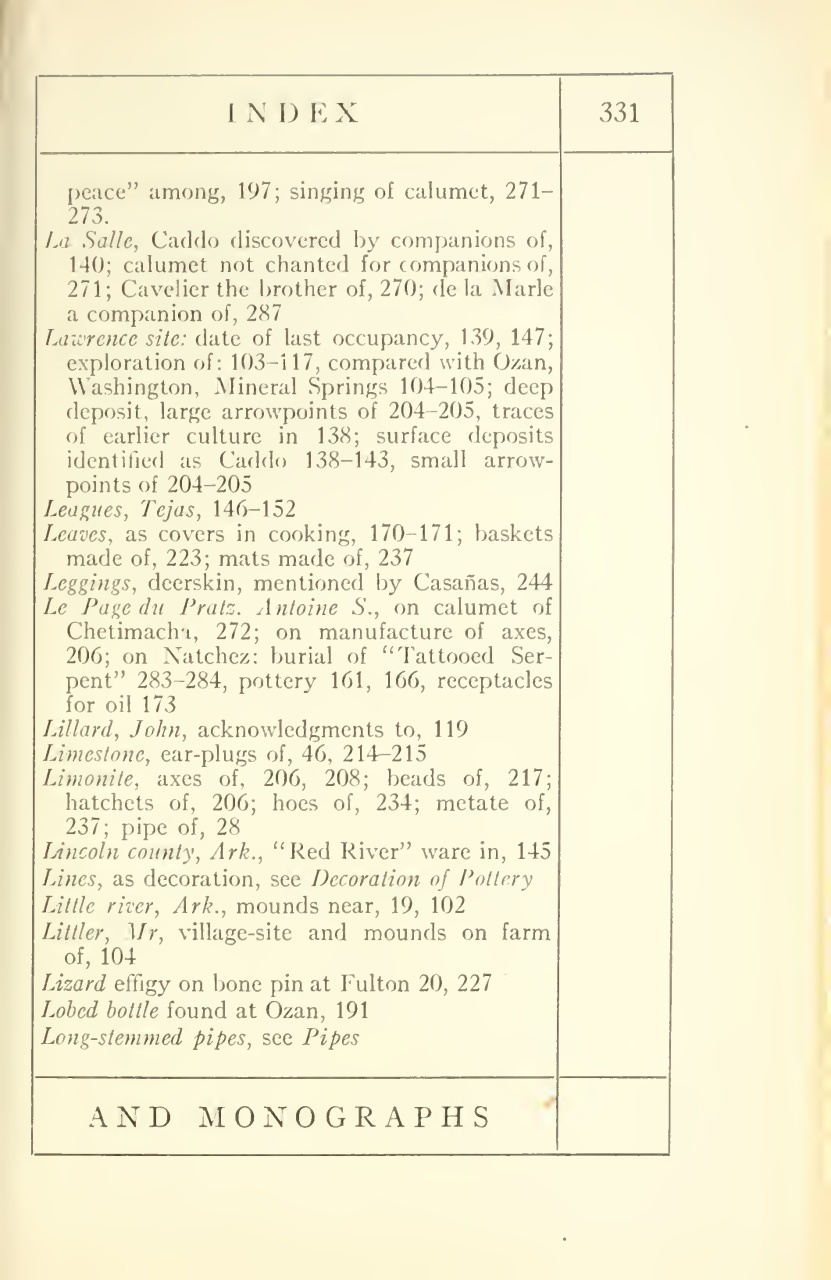 INDEX
331
peace” among, 197; singing of calumet, 271–
273.
La Salle, Caddo discovered by companions of,
140; calumet not chanted for companions of,
271; Cavelier the brother of, 270; de la Marle
a companion of, 287
Lawrence site: date of last occupancy, 139, 147;
exploration of: 103–117, compared with Ozan,
Washington, Mineral Springs 104–105; deep
deposit, large arrowpoints of 204–205, traces
of earlier culture in 138; surface deposits
identified as Caddo 138–143, small arrow-
points of 204–205
Leagues, Tejas, 146–152
Leaves, as covers in cooking, 170–171; baskets
made of, 223; mats made of, 237
Leggings, deerskin, mentioned by Casañas, 244
Le Page du Pratz. Antoine S., on calumet of
Chetimacha, 272; on manufacture of axes,
206; on Natchez: burial of “Tattooed Ser-
pent” 283–284, pottery 161, 166, receptacles
for oil 173
Lillard, John, acknowledgments to, 119
Limestone, ear-plugs of, 46, 214–215
Limonite, axes of, 206, 208; beads of, 217;
hatchets of, 206; hoes of, 234; metate of,
237; pipe of, 28
Lincoln county, Ark., “Red River” ware in, 145
Lines, as decoration, see Decoration of Pottery
Little river, Ark., mounds near, 19, 102
Littler, Mr, village-site and mounds on farm
of, 104
Lizard effigy on bone pin at Fulton 20, 227
Lobed bottle found at Ozan, 191
Long-stemmed pipes, see Pipes
AND MONOGRAPHS